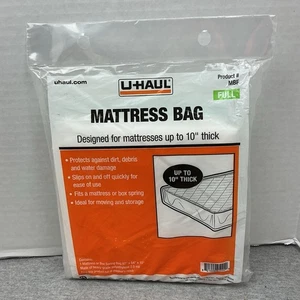 uhaul.com
U-HAUL
Product #
FULL
MATTRESS BAG
Designed for mattresses up to 10" thick
• Protects against dirt, debris
and water damage
• Slips on and off quickly for
ease of use
• Fits a mattress or box spring
• Ideal for moving and storage
UP TO
10" THICK